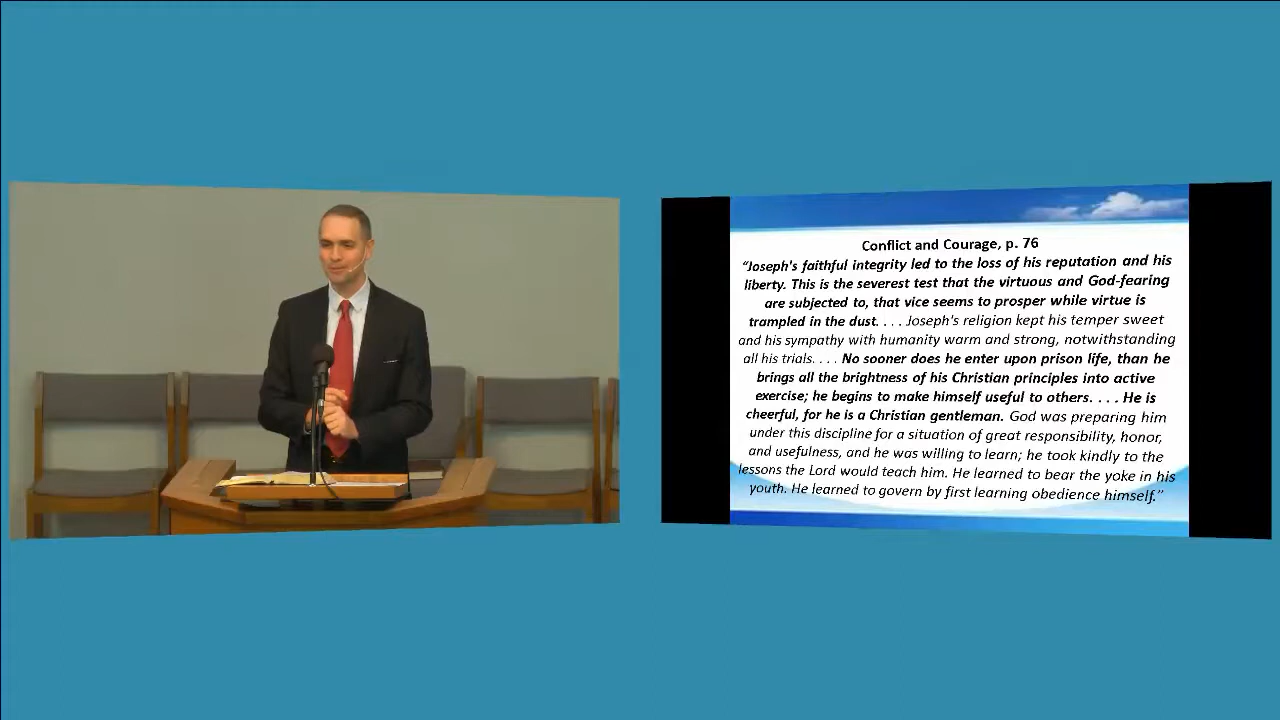 Conflict and Courage, p. 76
“Joseph's faithful integrity led to the loss of his reputation and his
liberty. This is the severest test that the virtuous and God-fearing
are subjected to, that vice seems to prosper while virtue is
trampled in the dust. . . . Joseph's religion kept his temper sweet
and his sympathy with humanity warm and strong, notwithstanding
all his trials. . . . No sooner does he enter upon prison life, than he
brings all the brightness of his Christian principles into active
exercise; he begins to make himself useful to others. . . . He is
cheerful, for he is a Christian gentleman. God was preparing him
under this discipline for a situation of great responsibility, honor,
and usefulness, and he was willing to learn; he took kindly to the
lessons the Lord would teach him. He learned to bear the yoke in his
youth. He learned to govern by first learning obedience himself.”